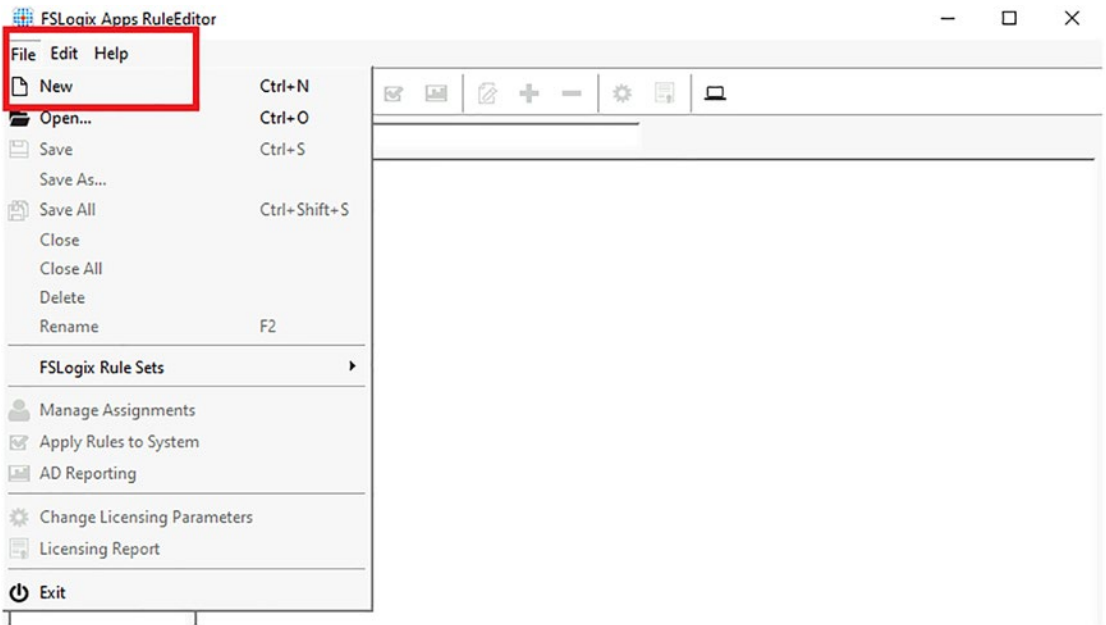 FSLogix Apps RuleEditor
File Edit Help
New Ctrl+N
Open... Ctrl+O
Save Ctrl+S
Save As...
Save All Ctrl+Shift+S
Close
Close All
Delete
Rename F2
FSLogix Rule Sets
Manage Assignments
Apply Rules to System
AD Reporting
Change Licensing Parameters
Licensing Report
Exit